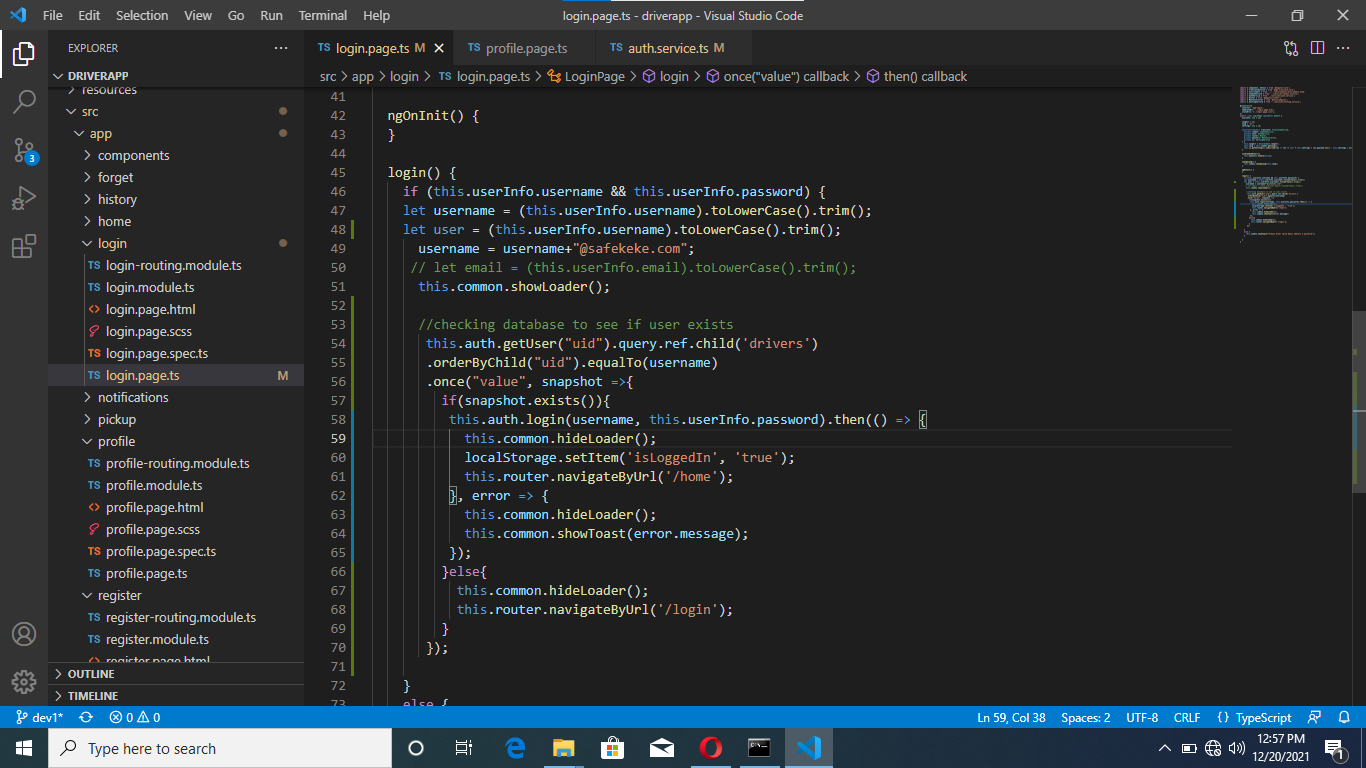 File Edit Selection View Go Run Terminal Help
login.page.ts - driverapp - Visual Studio Code
EXPLORER
DRIVERAPP
resources
src
app
components
forget
history
home
login
TS login-routing.module.ts
TS login.module.ts
<> login.page.html
login.page.scss
TS login.page.spec.ts
TS login.page.ts M
notifications
pickup
profile
TS profile-routing.module.ts
TS profile.module.ts
<> profile.page.html
profile.page.scss
TS profile.page.spec.ts
TS profile.page.ts
register
TS register-routing.module.ts
TS register.module.ts
<> register.page.html
OUTLINE
TIMELINE
3
TS login.page.ts M TS profile.page.ts TS auth.service.ts M
src > app > login > TS login.page.ts > LoginPage > login > once("value") callback > then() callback
41
42 ngOnInit() {
43 }
44
45 login() {
46 if (this.userInfo.username && this.userInfo.password) {
47 let username = (this.userInfo.username).toLowerCase().trim();
48 let user = (this.userInfo.username).toLowerCase().trim();
49 username = username+"@safekeke.com";
50 // let email = (this.userInfo.email).toLowerCase().trim();
51 this.common.showLoader();
52
53 //checking database to see if user exists
54 this.auth.getUser("uid").query.ref.child('drivers')
55 .orderByChild("uid").equalTo(username)
56 .once("value", snapshot =>{
57 if(snapshot.exists()){
58 this.auth.login(username, this.userInfo.password).then(() => {
59 this.common.hideLoader();
60 localStorage.setItem('isLoggedIn', 'true');
61 this.router.navigateByUrl('/home');
62 }, error => {
63 this.common.hideLoader();
64 this.common.showToast(error.message);
65 });
66 }else{
67 this.common.hideLoader();
68 this.router.navigateByUrl('/login');
69 }
70 });
71
72 }
73 else {
dev1* 0 0 Ln 59, Col 38 Spaces: 2 UTF-8 CRLF {} TypeScript
Type here to search
12:57 PM
12/20/2021
1